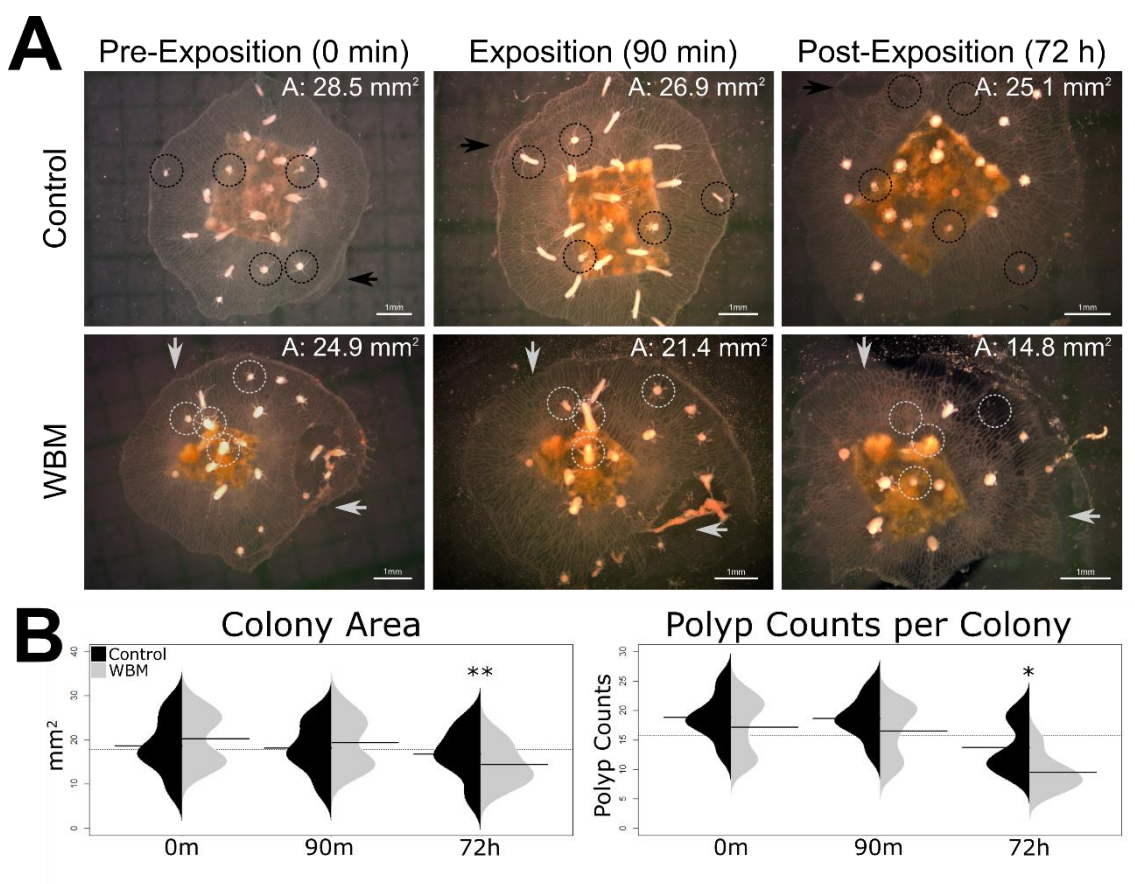 A
Pre-Exposition (0 min)
Exposition (90 min)
Post-Exposition (72 h)
Control
A: 28.5 mm²
1mm
A: 26.9 mm²
1mm
A: 25.1 mm²
1mm
WBM
A: 24.9 mm²
1mm
A: 21.4 mm²
1mm
A: 14.8 mm²
1mm
B
Colony Area
Control
WBM
**
mm²
40
30
20
10
0
0m
90m
72h
Polyp Counts per Colony
*
Polyp Counts
30
25
20
15
10
5
0
0m
90m
72h